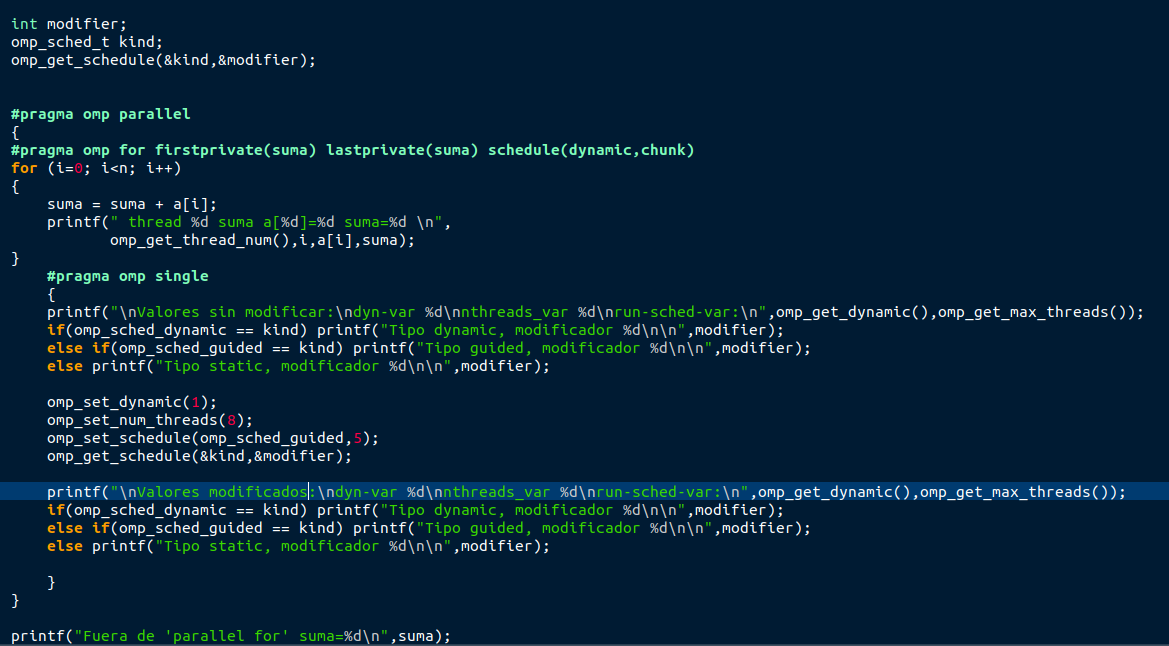 int modifier;
omp_sched_t kind;
omp_get_schedule(&kind,&modifier);
#pragma omp parallel
{
#pragma omp for firstprivate(suma) lastprivate(suma) schedule(dynamic,chunk)
for (i=0; i<n; i++)
{
    suma = suma + a[i];
    printf(" thread %d suma a[%d]=%d suma=%d \n",
           omp_get_thread_num(),i,a[i],suma);
}
    #pragma omp single
    {
    printf("\nValores sin modificar:\ndyn-var %d\nnthreads_var %d\nrun-sched-var:\n",omp_get_dynamic(),omp_get_max_threads());
    if(omp_sched_dynamic == kind) printf("Tipo dynamic, modificador %d\n\n",modifier);
    else if(omp_sched_guided == kind) printf("Tipo guided, modificador %d\n\n",modifier);
    else printf("Tipo static, modificador %d\n\n",modifier);
    omp_set_dynamic(1);
    omp_set_num_threads(8);
    omp_set_schedule(omp_sched_guided,5);
    omp_get_schedule(&kind,&modifier);
    printf("\nValores modificados:\ndyn-var %d\nnthreads_var %d\nrun-sched-var:\n",omp_get_dynamic(),omp_get_max_threads());
    if(omp_sched_dynamic == kind) printf("Tipo dynamic, modificador %d\n\n",modifier);
    else if(omp_sched_guided == kind) printf("Tipo guided, modificador %d\n\n",modifier);
    else printf("Tipo static, modificador %d\n\n",modifier);
    }
}
printf("Fuera de 'parallel for' suma=%d\n",suma);